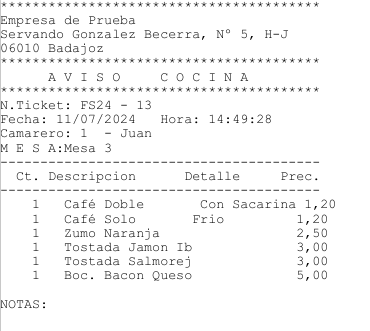 ****************************************
Empresa de Prueba
Servando Gonzalez Becerra, Nº 5, H-J
06010 Badajoz
****************************************
A V I S O    C O C I N A
****************************************
N.Ticket: FS24 - 13
Fecha: 11/07/2024   Hora: 14:49:28
Camarero: 1  - Juan
M E S A:Mesa 3
----------------------------------------
Ct. Descripcion      Detalle     Prec.
----------------------------------------
1   Café Doble       Con Sacarina 1,20
1   Café Solo       Frio         1,20
1   Zumo Naranja                 2,50
1   Tostada Jamon Ib             3,00
1   Tostada Salmorej             3,00
1   Boc. Bacon Queso             5,00
NOTAS: